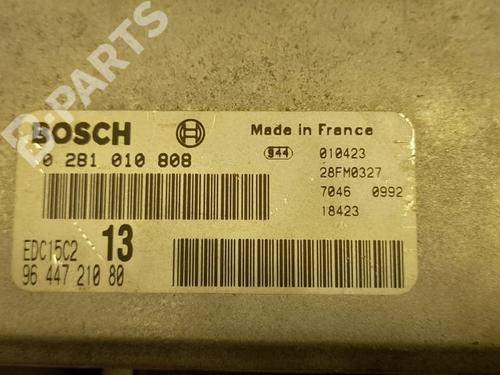 D-PARTS
BOSCH
Made in France
0 281 010 808
944 010423
28FM0327
7046 0992
18423
EDC15C2 13
96 447 210 80